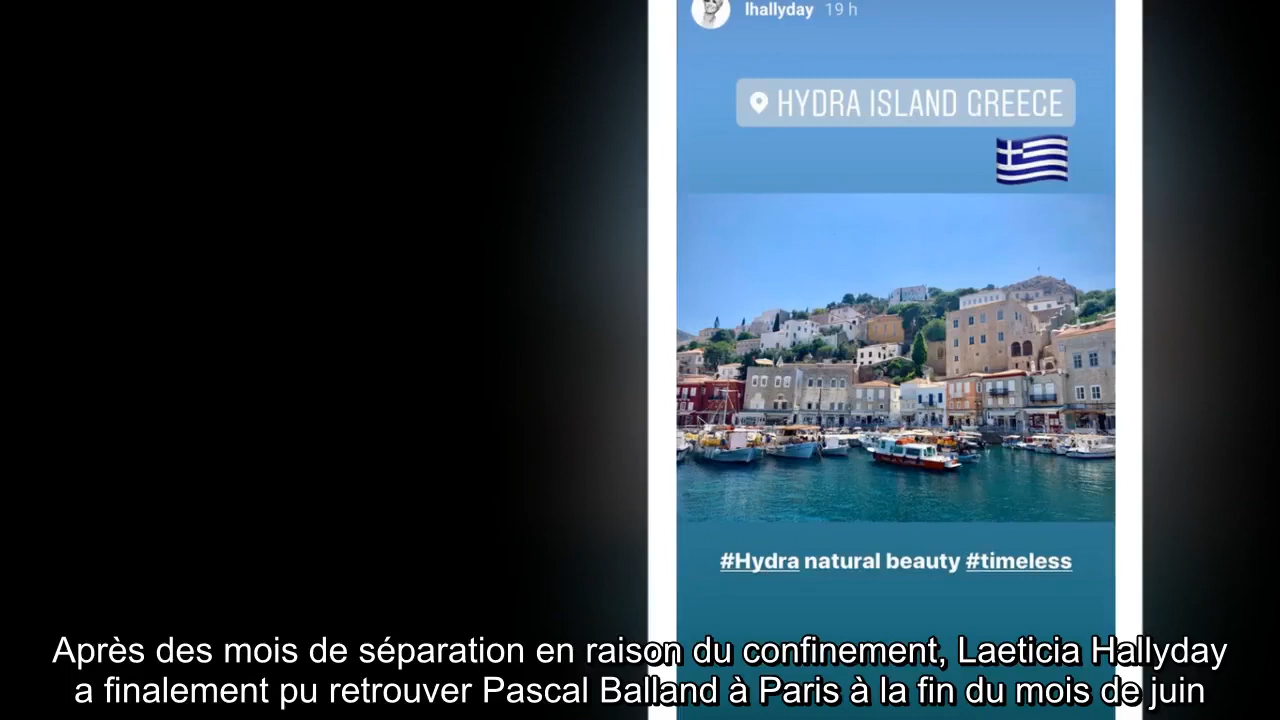 lhallyday 19 h
HYDRA ISLAND GREECE
#Hydra natural beauty #timeless
Après des mois de séparation en raison du confinement, Laeticia Hallyday
a finalement pu retrouver Pascal Balland à Paris à la fin du mois de juin